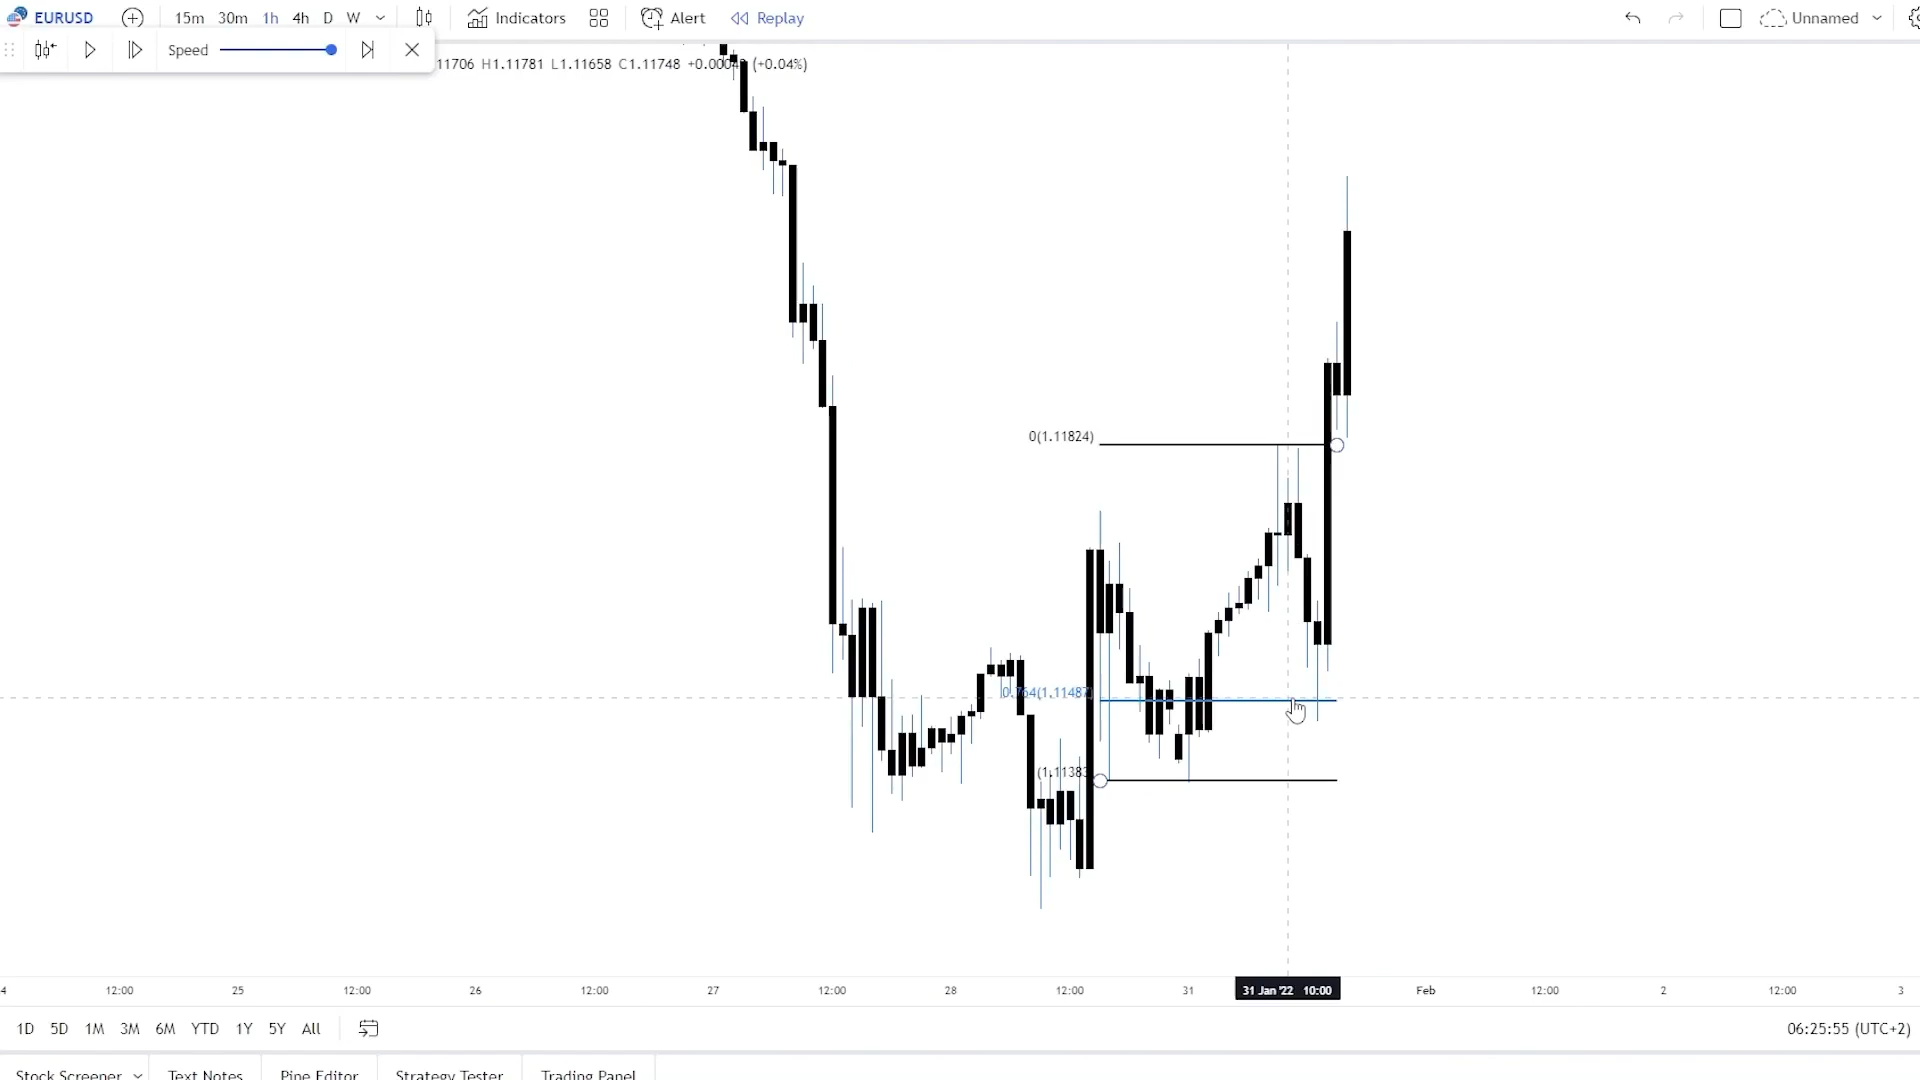 EURUSD 15m 30m 1h 4h D W Indicators Alert Replay Unnamed
Speed
11706 H1.11781 L1.11658 C1.11748 +0.0004 (+0.04%)
0(1.11824)
0.764(1.11487)
(1.11383
4 12:00 25 12:00 26 12:00 27 12:00 28 12:00 31 31 Jan '22 10:00 Feb 12:00 2 12:00 3
1D 5D 1M 3M 6M YTD 1Y 5Y All 06:25:55 (UTC+2)
Stock Screener Text Notes Pine Editor Strategy Tester Trading Panel